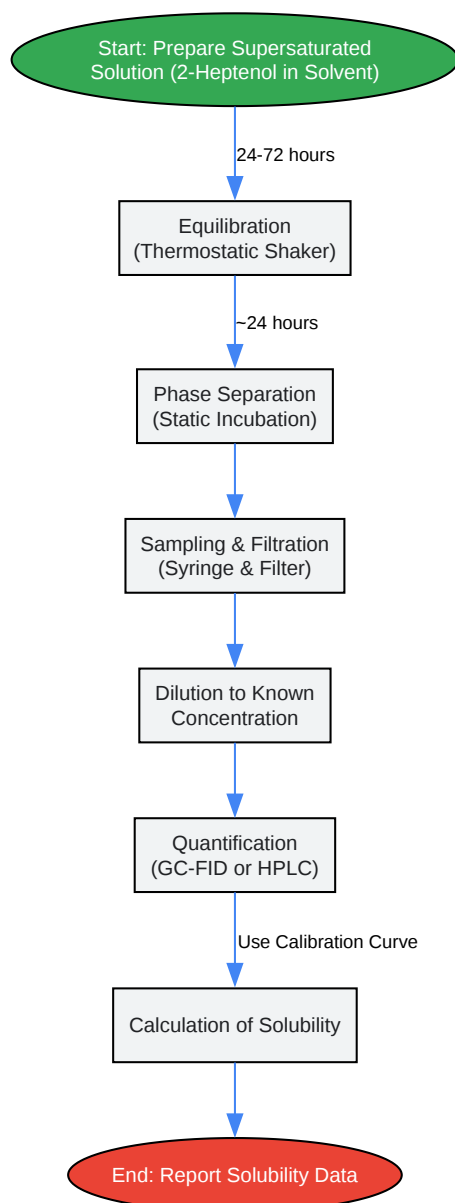 Start: Prepare Supersaturated
Solution (2-Heptenol in Solvent)
24-72 hours
Equilibration
(Thermostatic Shaker)
~24 hours
Phase Separation
(Static Incubation)
Sampling & Filtration
(Syringe & Filter)
Dilution to Known
Concentration
Quantification
(GC-FID or HPLC)
Use Calibration Curve
Calculation of Solubility
End: Report Solubility Data